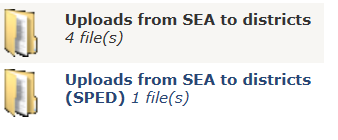 Uploads from SEA to districts
4 file(s)
Uploads from SEA to districts
(SPED) 1 file(s)